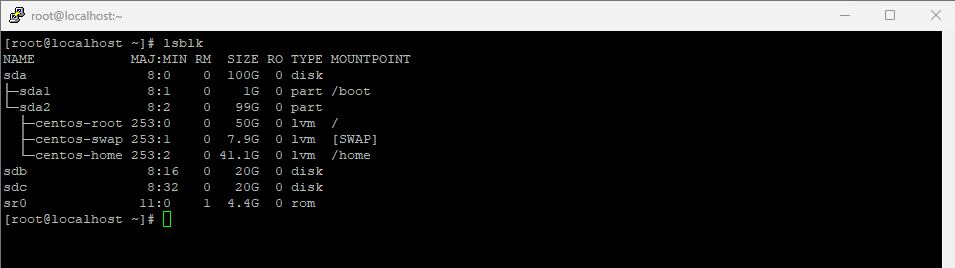 root@localhost:~
[root@localhost ~]# lsblk
NAME            MAJ:MIN RM  SIZE RO TYPE MOUNTPOINT
sda               8:0    0  100G  0 disk
├─sda1            8:1    0    1G  0 part /boot
└─sda2            8:2    0   99G  0 part
  ├─centos-root 253:0    0   50G  0 lvm  /
  ├─centos-swap 253:1    0  7.9G  0 lvm  [SWAP]
  └─centos-home 253:2    0 41.1G  0 lvm  /home
sdb               8:16   0   20G  0 disk
sdc               8:32   0   20G  0 disk
sr0              11:0    1  4.4G  0 rom
[root@localhost ~]#